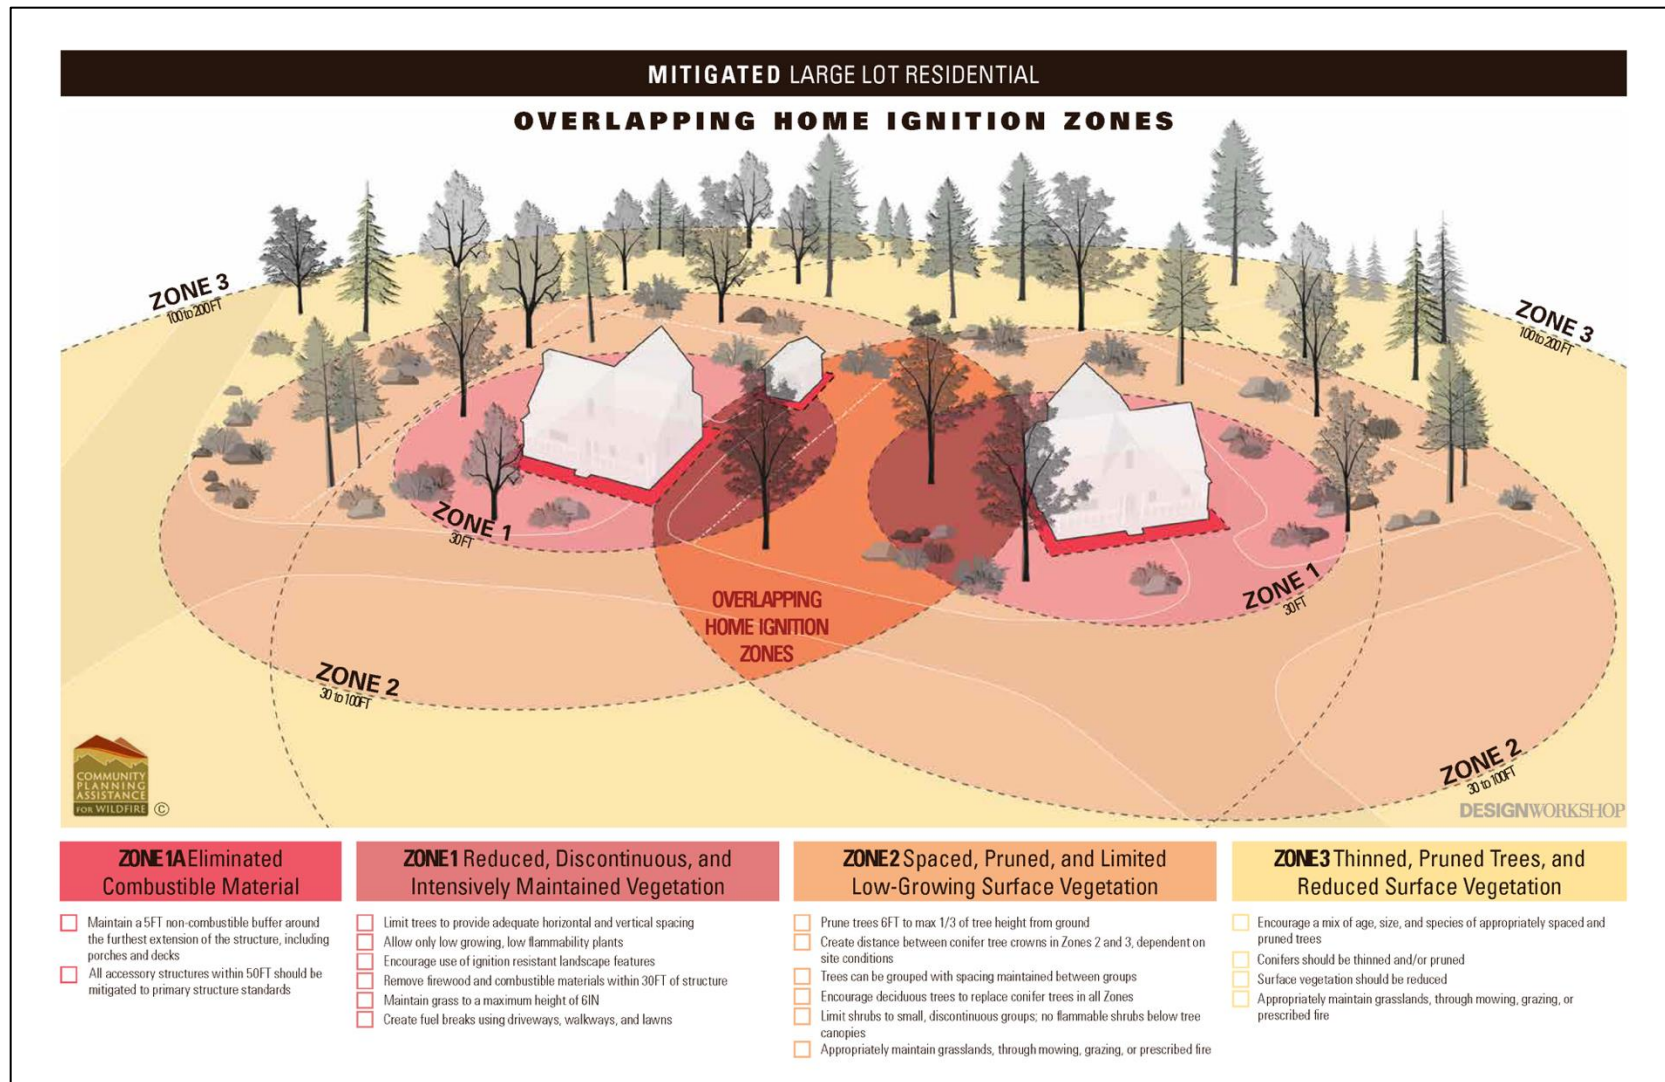 MITIGATED LARGE LOT RESIDENTIAL
OVERLAPPING HOME IGNITION ZONES
ZONE 3
100 to 200 FT
ZONE 3
100 to 200 FT
ZONE 1
30 FT
ZONE 1
30 FT
OVERLAPPING
HOME IGNITION
ZONES
ZONE 2
30 to 100FT
ZONE 2
30 to 100FT
COMMUNITY
PLANNING
ASSISTANCE
FOR WILDFIRE
©
DESIGNWORKSHOP
ZONE 1A Eliminated
Combustible Material
Maintain a 5FT non-combustible buffer around
the furthest extension of the structure, including
porches and decks
All accessory structures within 50FT should be
mitigated to primary structure standards
ZONE 1 Reduced, Discontinuous, and
Intensively Maintained Vegetation
Limit trees to provide adequate horizontal and vertical spacing
Allow only low growing, low flammability plants
Encourage use of ignition resistant landscape features
Remove firewood and combustible materials within 30FT of structure
Maintain grass to a maximum height of 6IN
Create fuel breaks using driveways, walkways, and lawns
ZONE 2 Spaced, Pruned, and Limited
Low-Growing Surface Vegetation
Prune trees 6FT to max 1/3 of tree height from ground
Create distance between conifer tree crowns in Zones 2 and 3, dependent on
site conditions
Trees can be grouped with spacing maintained between groups
Encourage deciduous trees to replace conifer trees in all Zones
Limit shrubs to small, discontinuous groups; no flammable shrubs below tree
canopies
Appropriately maintain grasslands, through mowing, grazing, or prescribed fire
ZONE 3 Thinned, Pruned Trees, and
Reduced Surface Vegetation
Encourage a mix of age, size, and species of appropriately spaced and
pruned trees
Conifers should be thinned and/or pruned
Surface vegetation should be reduced
Appropriately maintain grasslands, through mowing, grazing, or
prescribed fire